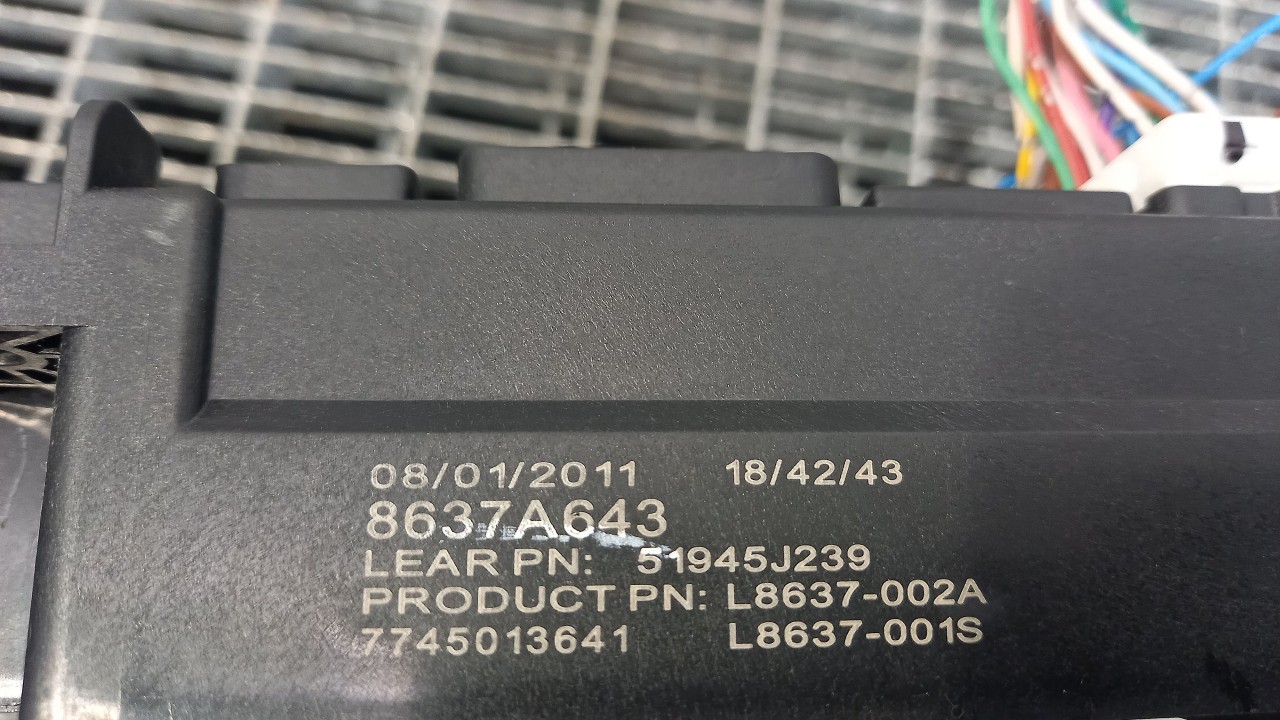 08/01/2011 18/42/43
8637A643
LEAR PN: 51945J239
PRODUCT PN: L8637-002A
7745013641 L8637-001S